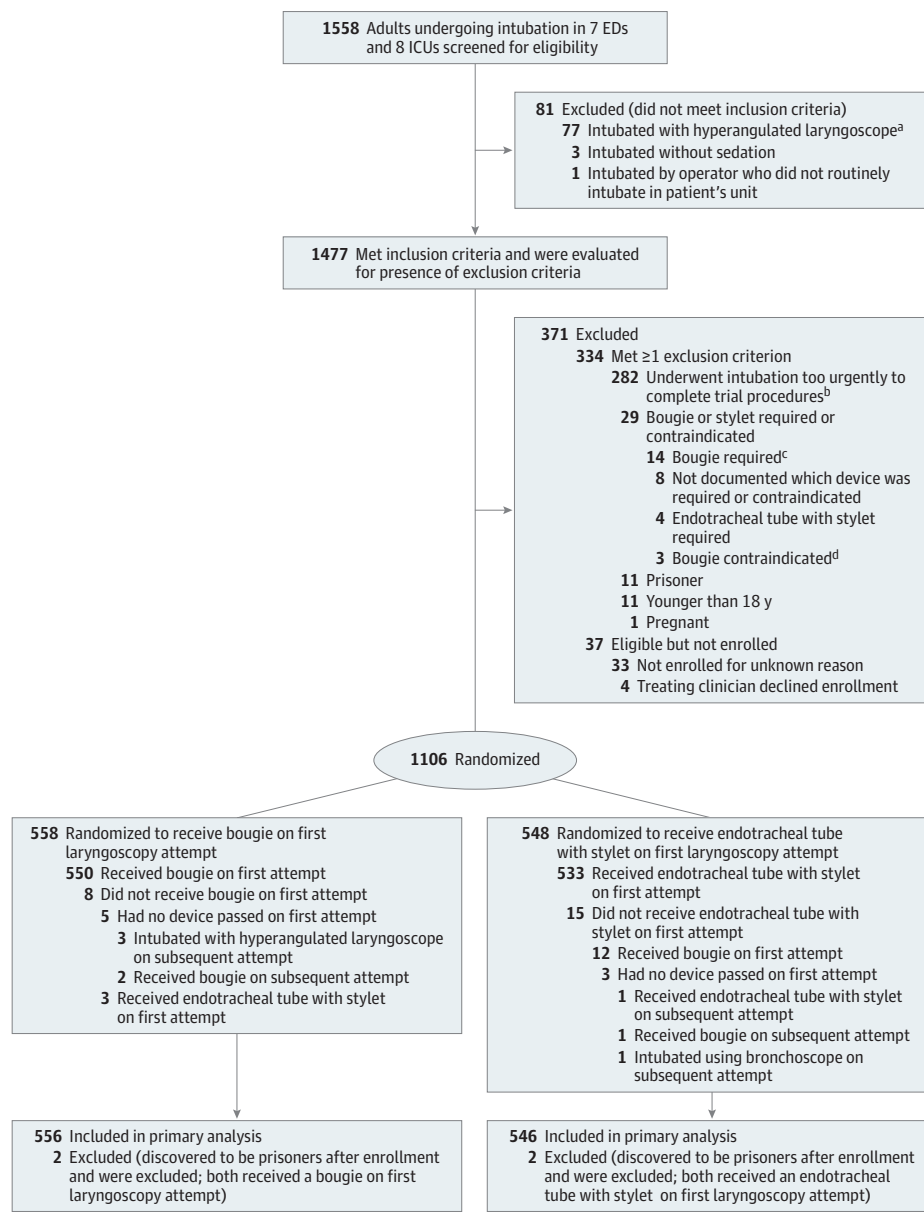 1558 Adults undergoing intubation in 7 EDs
and 8 ICUs screened for eligibility
81 Excluded (did not meet inclusion criteria)
77 Intubated with hyperangulated laryngoscopeᵃ
3 Intubated without sedation
1 Intubated by operator who did not routinely
intubate in patient's unit
1477 Met inclusion criteria and were evaluated
for presence of exclusion criteria
371 Excluded
334 Met ≥1 exclusion criterion
282 Underwent intubation too urgently to
complete trial proceduresᵇ
29 Bougie or stylet required or
contraindicated
14 Bougie requiredᶜ
8 Not documented which device was
required or contraindicated
4 Endotracheal tube with stylet
required
3 Bougie contraindicatedᵈ
11 Prisoner
11 Younger than 18 y
1 Pregnant
37 Eligible but not enrolled
33 Not enrolled for unknown reason
4 Treating clinician declined enrollment
1106 Randomized
558 Randomized to receive bougie on first
laryngoscopy attempt
550 Received bougie on first attempt
8 Did not receive bougie on first attempt
5 Had no device passed on first attempt
3 Intubated with hyperangulated laryngoscope
on subsequent attempt
2 Received bougie on subsequent attempt
3 Received endotracheal tube with stylet
on first attempt
548 Randomized to receive endotracheal tube
with stylet on first laryngoscopy attempt
533 Received endotracheal tube with stylet
on first attempt
15 Did not receive endotracheal tube with
stylet on first attempt
12 Received bougie on first attempt
3 Had no device passed on first attempt
1 Received endotracheal tube with stylet
on subsequent attempt
1 Received bougie on subsequent attempt
1 Intubated using bronchoscope on
subsequent attempt
556 Included in primary analysis
2 Excluded (discovered to be prisoners after enrollment
and were excluded; both received a bougie on first
laryngoscopy attempt)
546 Included in primary analysis
2 Excluded (discovered to be prisoners after enrollment
and were excluded; both received an endotracheal
tube with stylet on first laryngoscopy attempt)